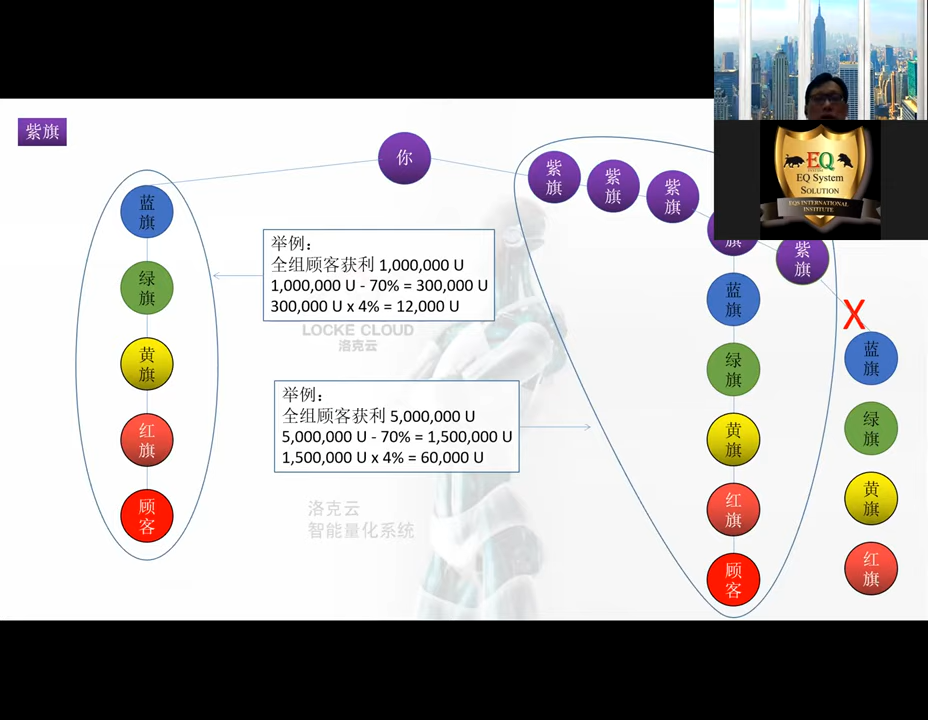 紫旗
你
蓝
旗
绿
旗
黄
旗
红
旗
顾
客
举例：
全组顾客获利 1,000,000 U
1,000,000 U - 70% = 300,000 U
300,000 U x 4% = 12,000 U
LOCKE CLOUD
洛克云
举例：
全组顾客获利 5,000,000 U
5,000,000 U - 70% = 1,500,000 U
1,500,000 U x 4% = 60,000 U
洛克云
智能量化系统
紫
旗
紫
旗
紫
旗
旗
紫
旗
蓝
旗
绿
旗
黄
旗
红
旗
顾
客
X
蓝
旗
绿
旗
黄
旗
红
旗
EQ
EQ System
Solution
EQS INTERNATIONAL
INSTITUTE